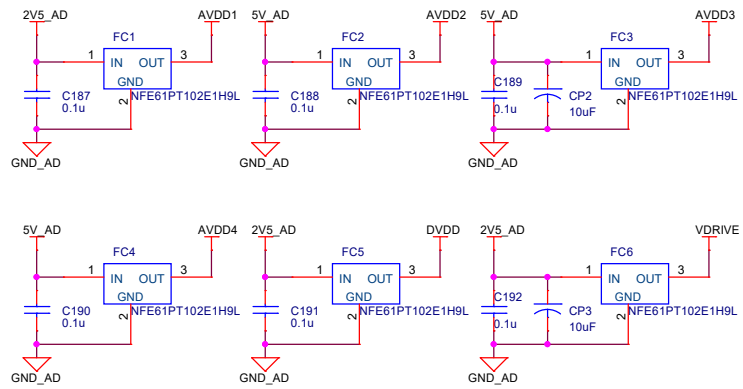 2V5_AD
FC1
AVDD1
1
IN
OUT
3
GND
2
C187
0.1u
NFE61PT102E1H9L
GND_AD
5V_AD
FC2
AVDD2
1
IN
OUT
3
GND
2
C188
0.1u
NFE61PT102E1H9L
GND_AD
5V_AD
FC3
AVDD3
1
IN
OUT
3
GND
2
C189
0.1u
CP2
10uF
NFE61PT102E1H9L
GND_AD
5V_AD
FC4
AVDD4
1
IN
OUT
3
GND
2
C190
0.1u
NFE61PT102E1H9L
GND_AD
2V5_AD
FC5
DVDD
1
IN
OUT
3
GND
2
C191
0.1u
NFE61PT102E1H9L
GND_AD
2V5_AD
FC6
VDRIVE
1
IN
OUT
3
GND
2
C192
0.1u
CP3
10uF
NFE61PT102E1H9L
GND_AD